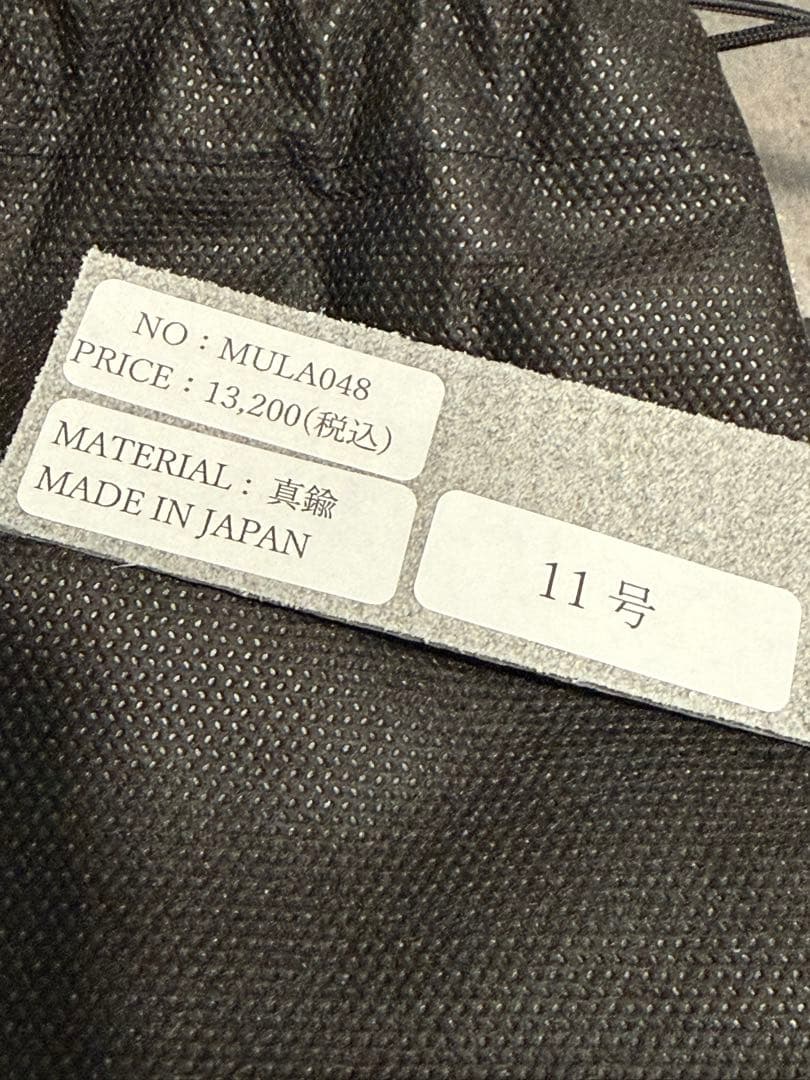 NO : MULA048
PRICE : 13,200(税込)
MATERIAL : 真鍮
MADE IN JAPAN
11 号